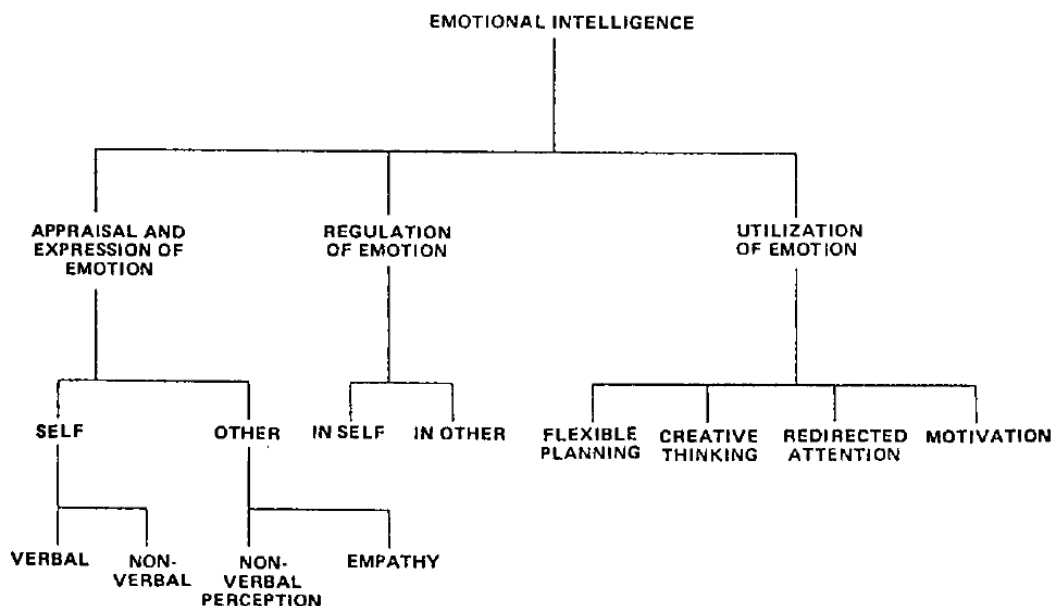 EMOTIONAL INTELLIGENCE
APPRAISAL AND
EXPRESSION OF
EMOTION
REGULATION
OF EMOTION
UTILIZATION
OF EMOTION
SELF
OTHER
IN SELF
IN OTHER
FLEXIBLE
PLANNING
CREATIVE
THINKING
REDIRECTED
ATTENTION
MOTIVATION
VERBAL
NON-
VERBAL
NON-
VERBAL
PERCEPTION
EMPATHY